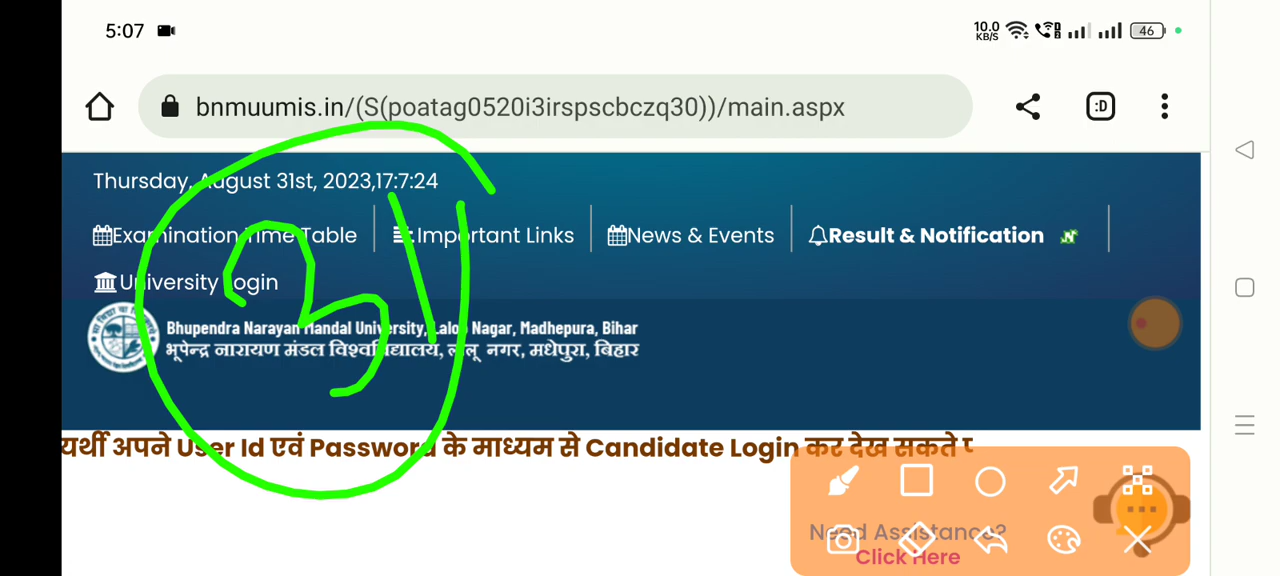 5:07
10.0 KB/S
46
bnmuumis.in/(S(poatag0520i3irspscbczq30))/main.aspx
:D
Thursday, August 31st, 2023,17:7:24
Examination Time Table Important Links News & Events Result & Notification N
University Login
31
Bhupendra Narayan Mandal University, Laloo Nagar, Madhepura, Bihar
भूपेन्द्र नारायण मंडल विश्वविद्यालय, लालू नगर, मधेपुरा, बिहार
यर्थी अपने User Id एवं Password के माध्यम से Candidate Login कर देख सकते
Need Assistance?
Click Here